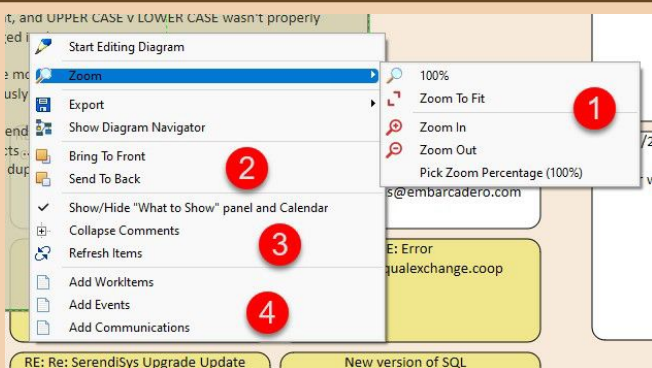 t, and UPPER CASE v LOWER CASE wasn't properly
Start Editing Diagram
Zoom
100%
Zoom To Fit
1
Export
Zoom In
Show Diagram Navigator
Zoom Out
Bring To Front
2
Pick Zoom Percentage (100%)
Send To Back
s@embarcadero.com
Show/Hide "What to Show" panel and Calendar
Collapse Comments
3
E: Error
Refresh Items
qualexchange.coop
Add WorkItems
Add Events
4
Add Communications
RE: Re: SerendiSys Upgrade Update
New version of SQL